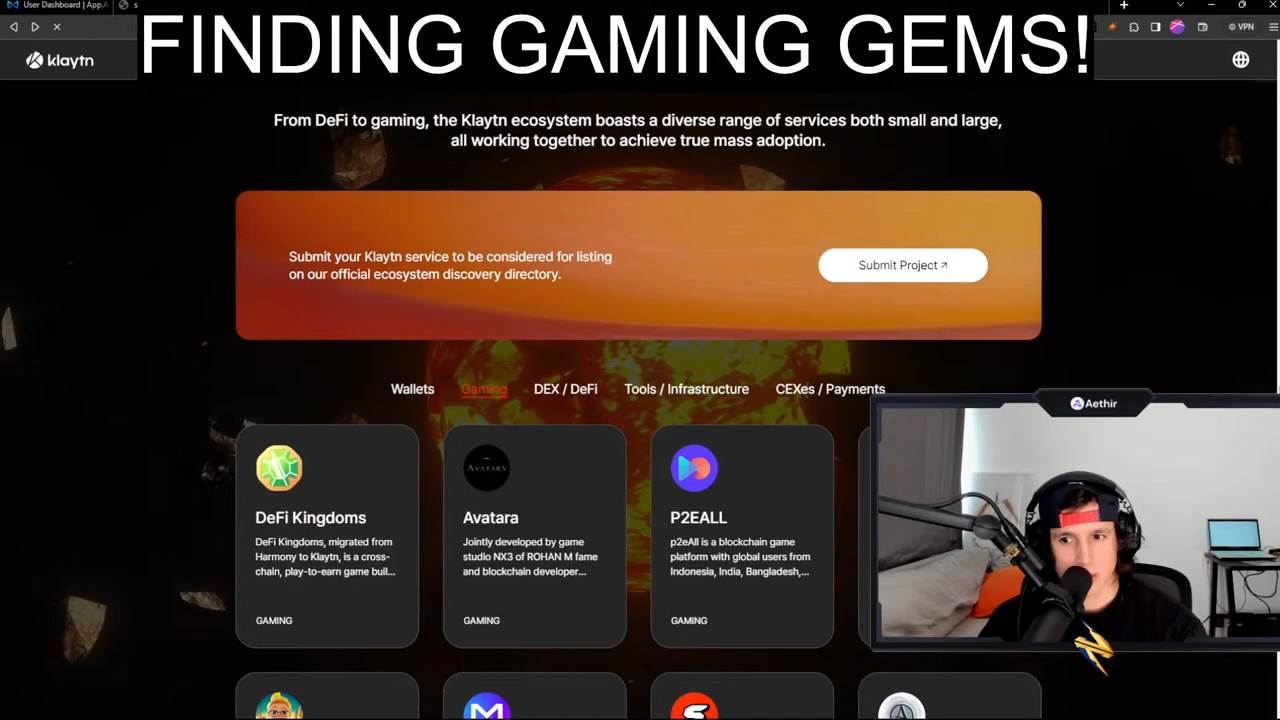 User Dashboard | App.A
FINDING GAMING GEMS!
VPN
klaytn
From DeFi to gaming, the Klaytn ecosystem boasts a diverse range of services both small and large,
all working together to achieve true mass adoption.
Submit your Klaytn service to be considered for listing
on our official ecosystem discovery directory.
Submit Project ↗
Wallets Gaming DEX / DeFi Tools / Infrastructure CEXes / Payments
Aethir
AVATARA
DeFi Kingdoms
DeFi Kingdoms, migrated from
Harmony to Klaytn, is a cross-
chain, play-to-earn game buil...
GAMING
Avatara
Jointly developed by game
studio NX3 of ROHAN M fame
and blockchain developer...
GAMING
P2EALL
p2eAll is a blockchain game
platform with global users from
Indonesia, India, Bangladesh,...
GAMING